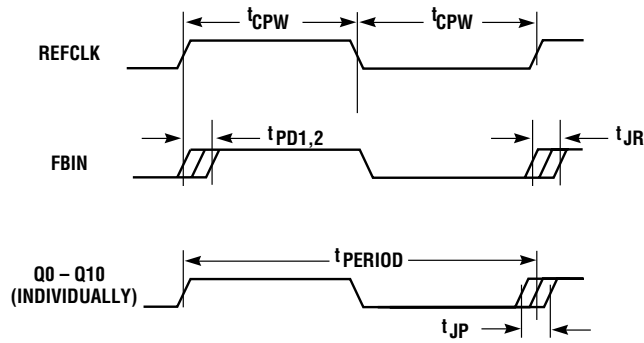 tCPW tCPW
REFCLK
tPD1,2 tJR
FBIN
tPERIOD
Q0 – Q10
(INDIVIDUALLY)
tJP